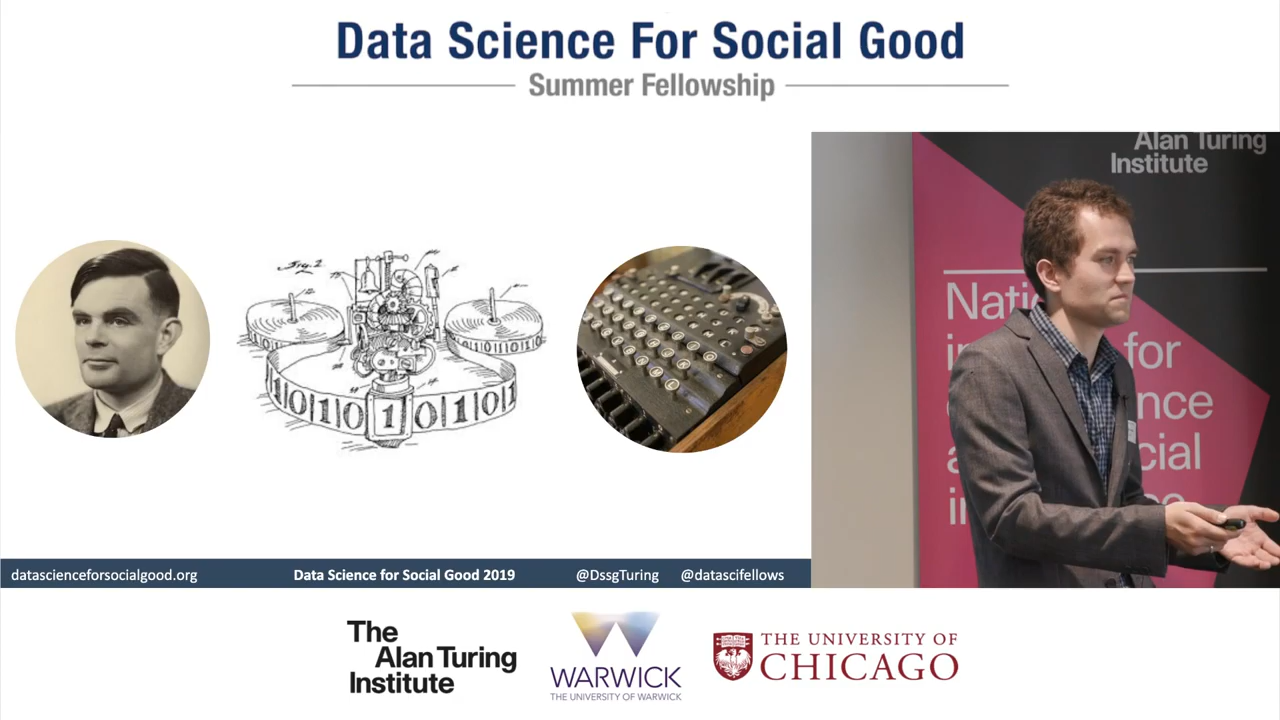 Data Science For Social Good
Summer Fellowship
Alan Turing
Institute
for
datascienceforsocialgood.org
Data Science for Social Good 2019
@DssgTuring
@datascifellows
The
Alan Turing
Institute
WARWICK
THE UNIVERSITY OF WARWICK
THE UNIVERSITY OF
CHICAGO